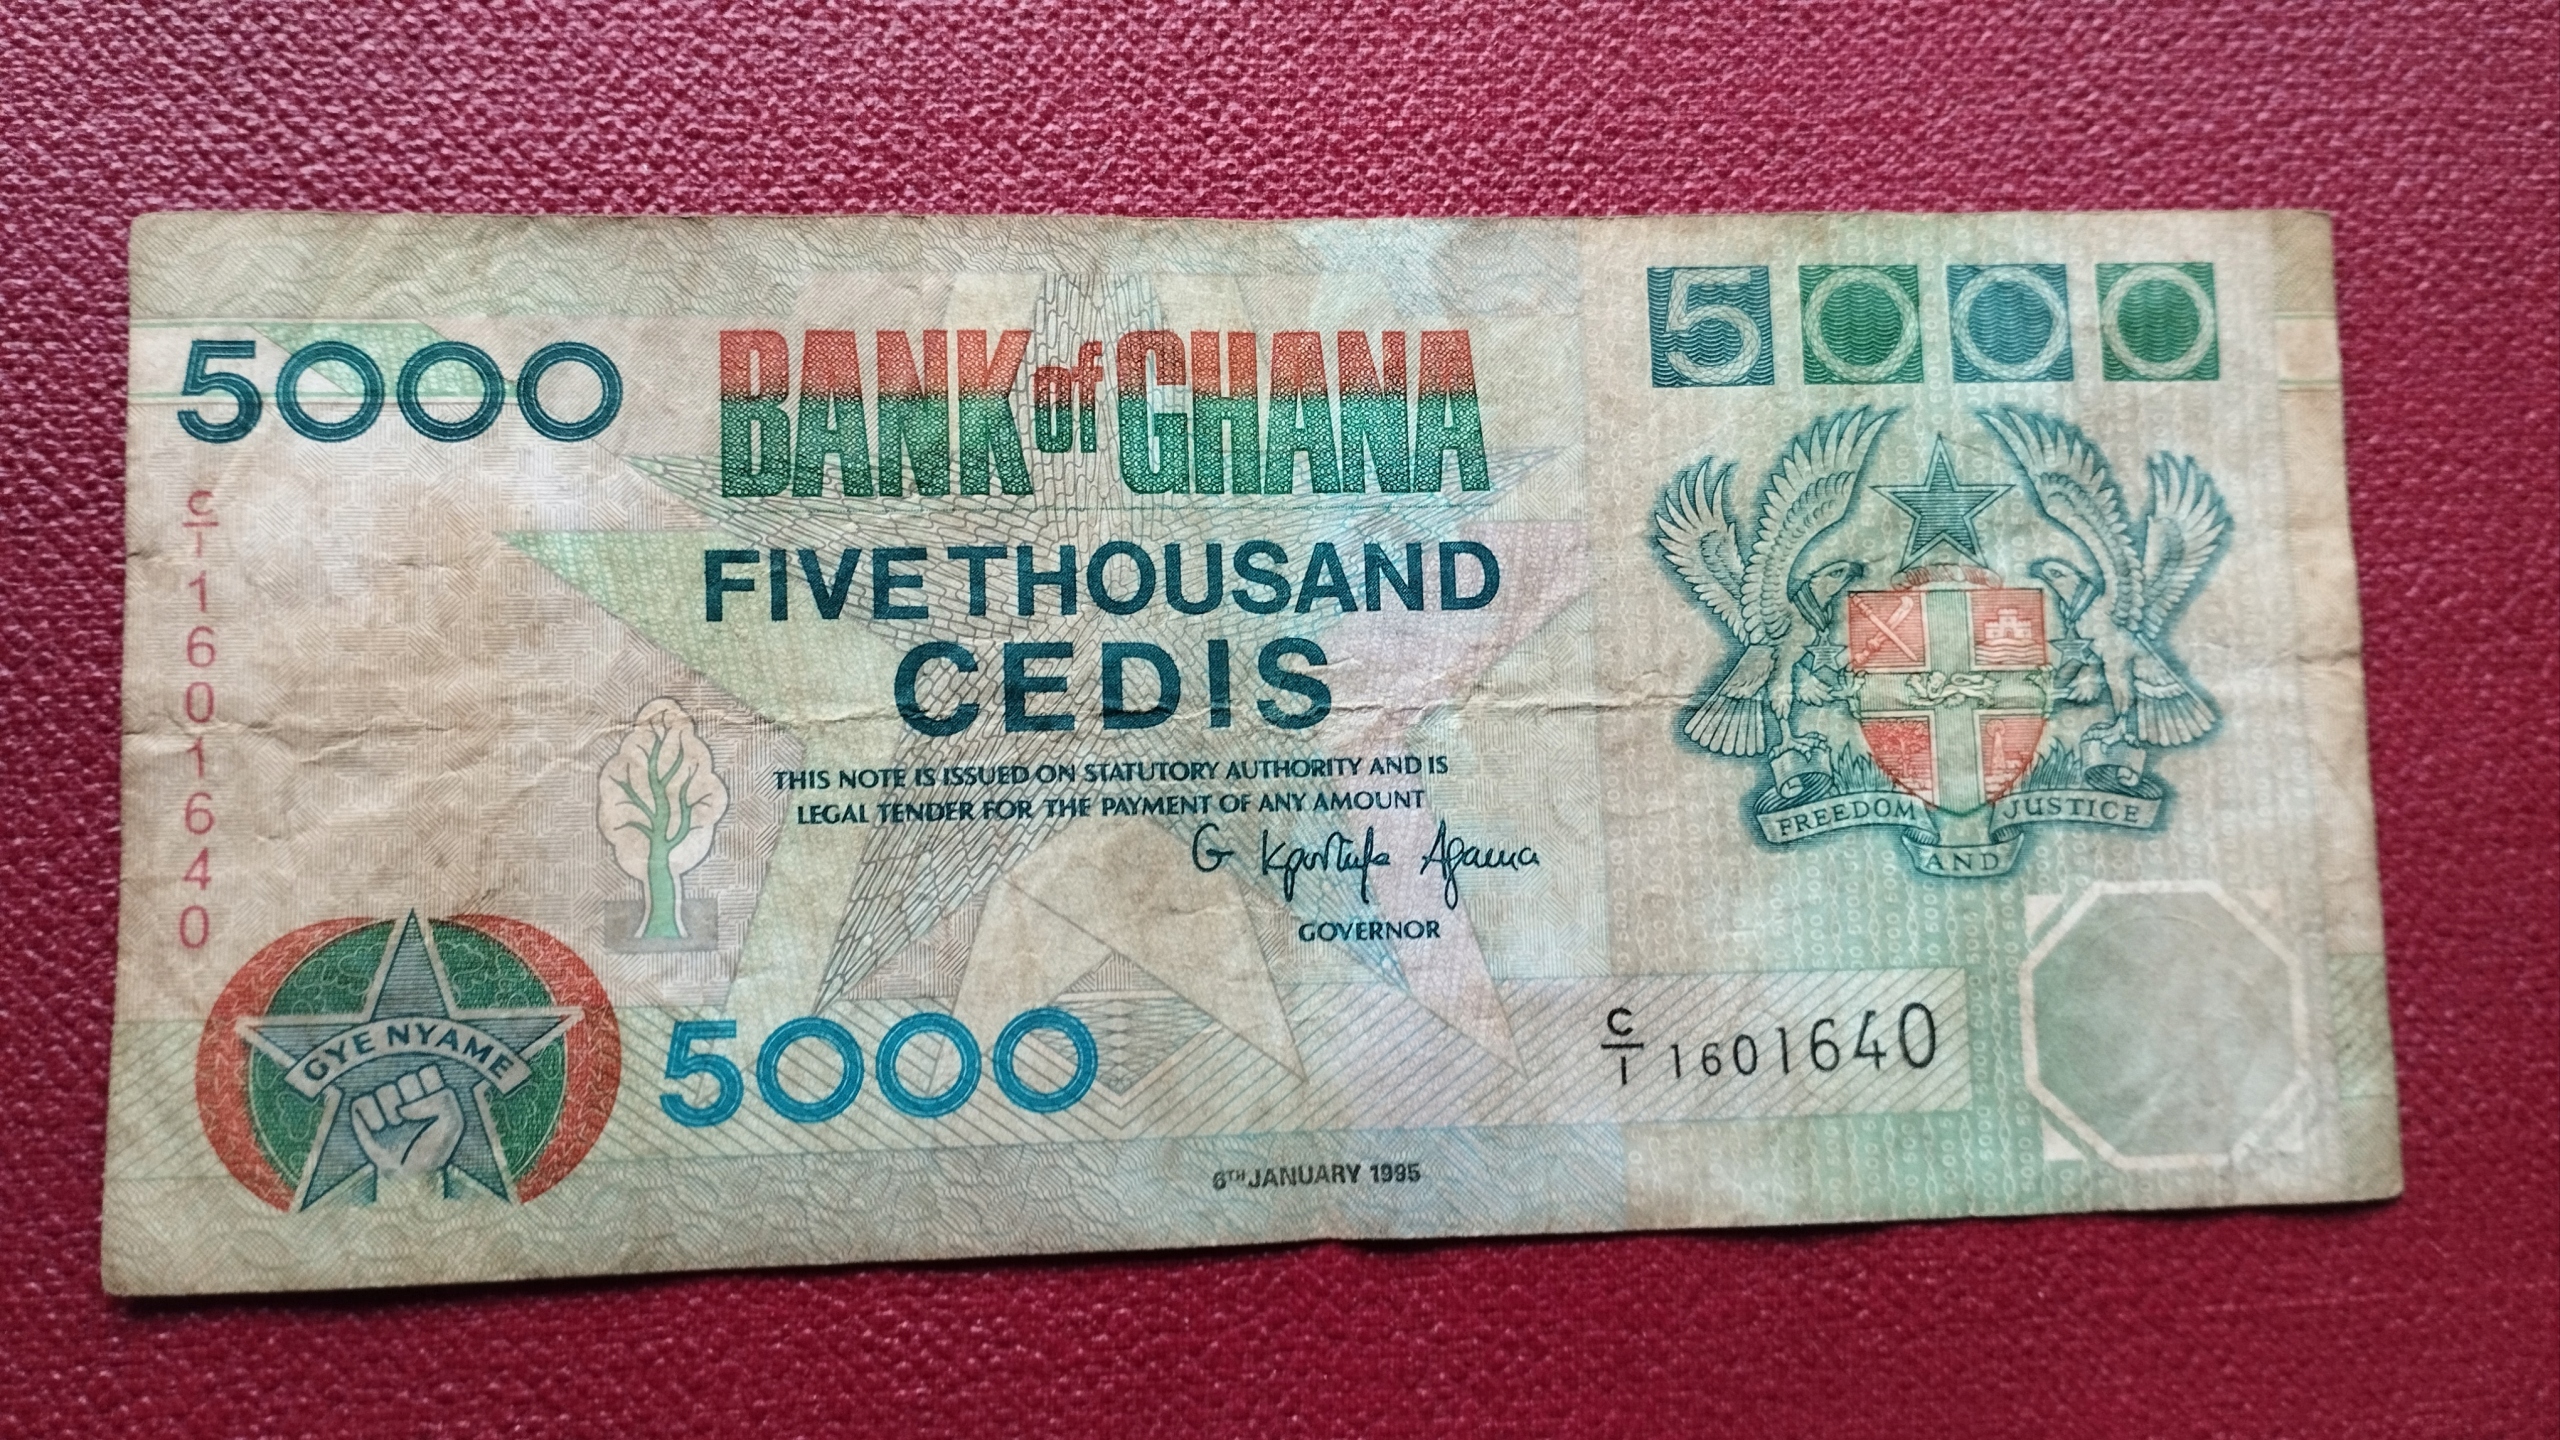 5000
5000
BANK of GHANA
FIVE THOUSAND
CEDIS
THIS NOTE IS ISSUED ON STATUTORY AUTHORITY AND IS
LEGAL TENDER FOR THE PAYMENT OF ANY AMOUNT
G Agama
GOVERNOR
C/1 1601640
FREEDOM AND JUSTICE
GYE NYAME
5000
C/1 1601640
6TH JANUARY 1995